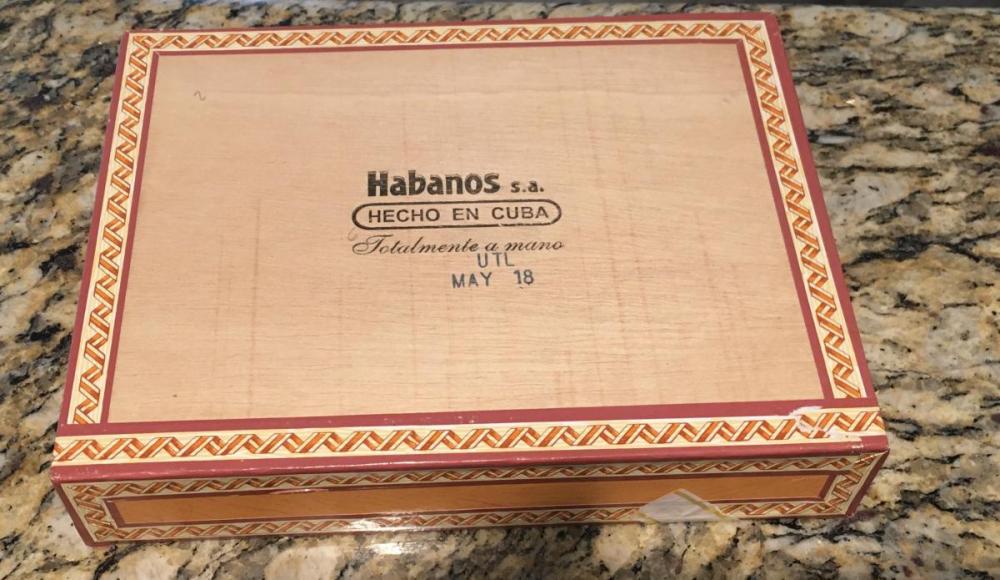 Habanos s.a.
HECHO EN CUBA
Totalmente a mano
UTL
MAY 18